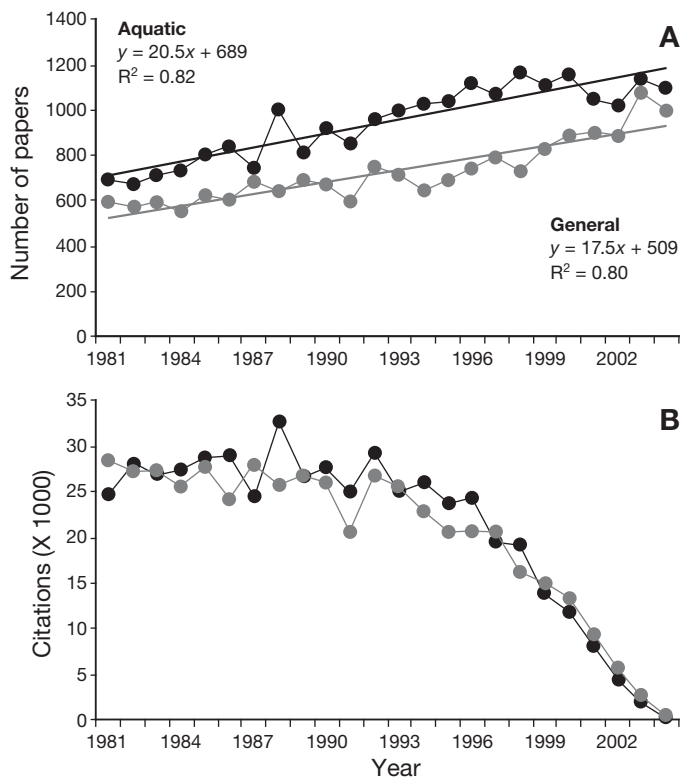 A
Aquatic
y = 20.5x + 689
R² = 0.82
Number of papers
1400
1200
1000
800
600
400
200
0
General
y = 17.5x + 509
R² = 0.80
1981 1984 1987 1990 1993 1996 1999 2002
B
Citations (X 1000)
35
30
25
20
15
10
5
0
1981 1984 1987 1990 1993 1996 1999 2002
Year